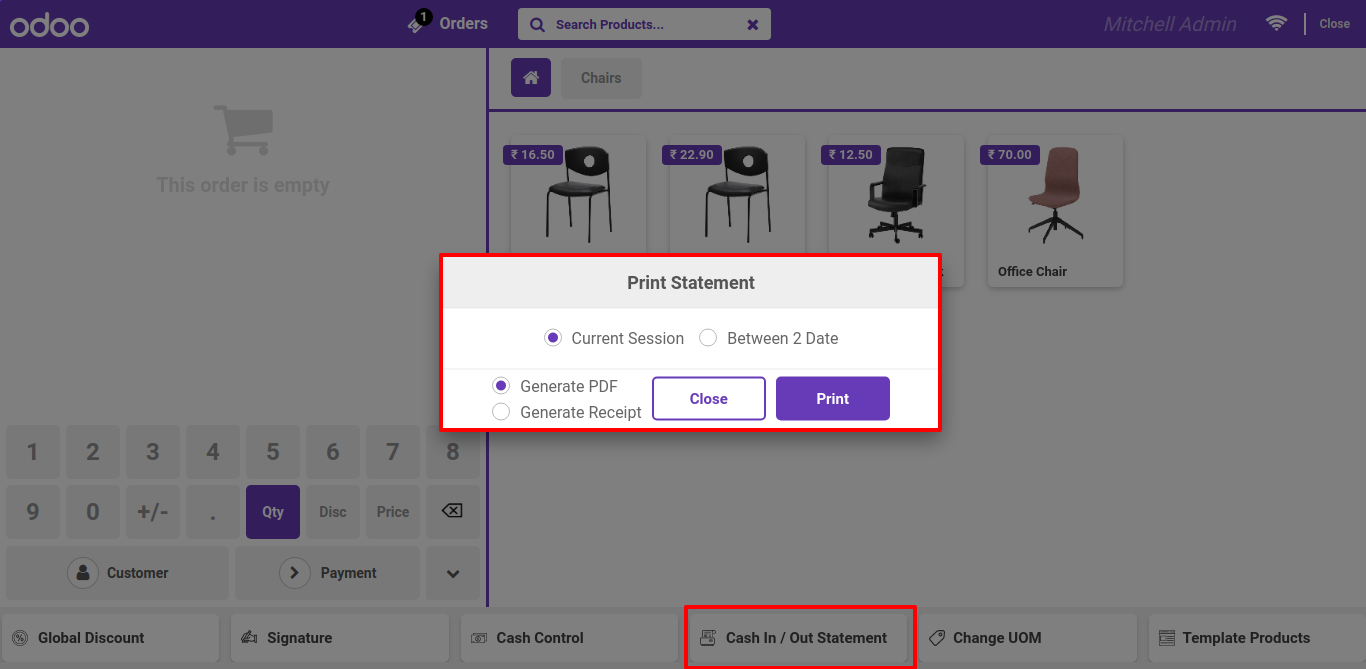 odoo
1
Orders
Search Products...
Mitchell Admin
Close
Chairs
This order is empty
₹ 16.50
₹ 22.90
₹ 12.50
₹ 70.00
Office Chair
Print Statement
Current Session
Between 2 Date
Generate PDF
Generate Receipt
Close
Print
1 2 3 4 5 6 7 8
9 0 +/- . Qty Disc Price
Customer
Payment
Global Discount
Signature
Cash Control
Cash In / Out Statement
Change UOM
Template Products